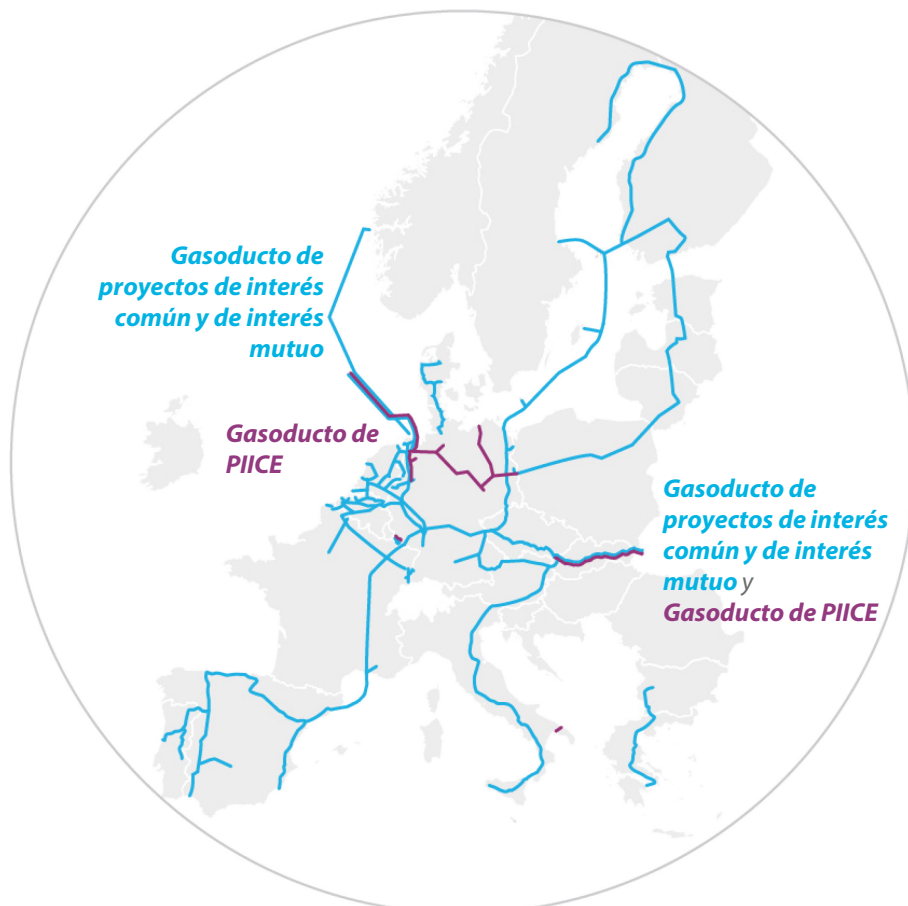 Gasoducto de
proyectos de interés
común y de interés
mutuo
Gasoducto de
PIICE
Gasoducto de
proyectos de interés
común y de interés
mutuo y
Gasoducto de PIICE